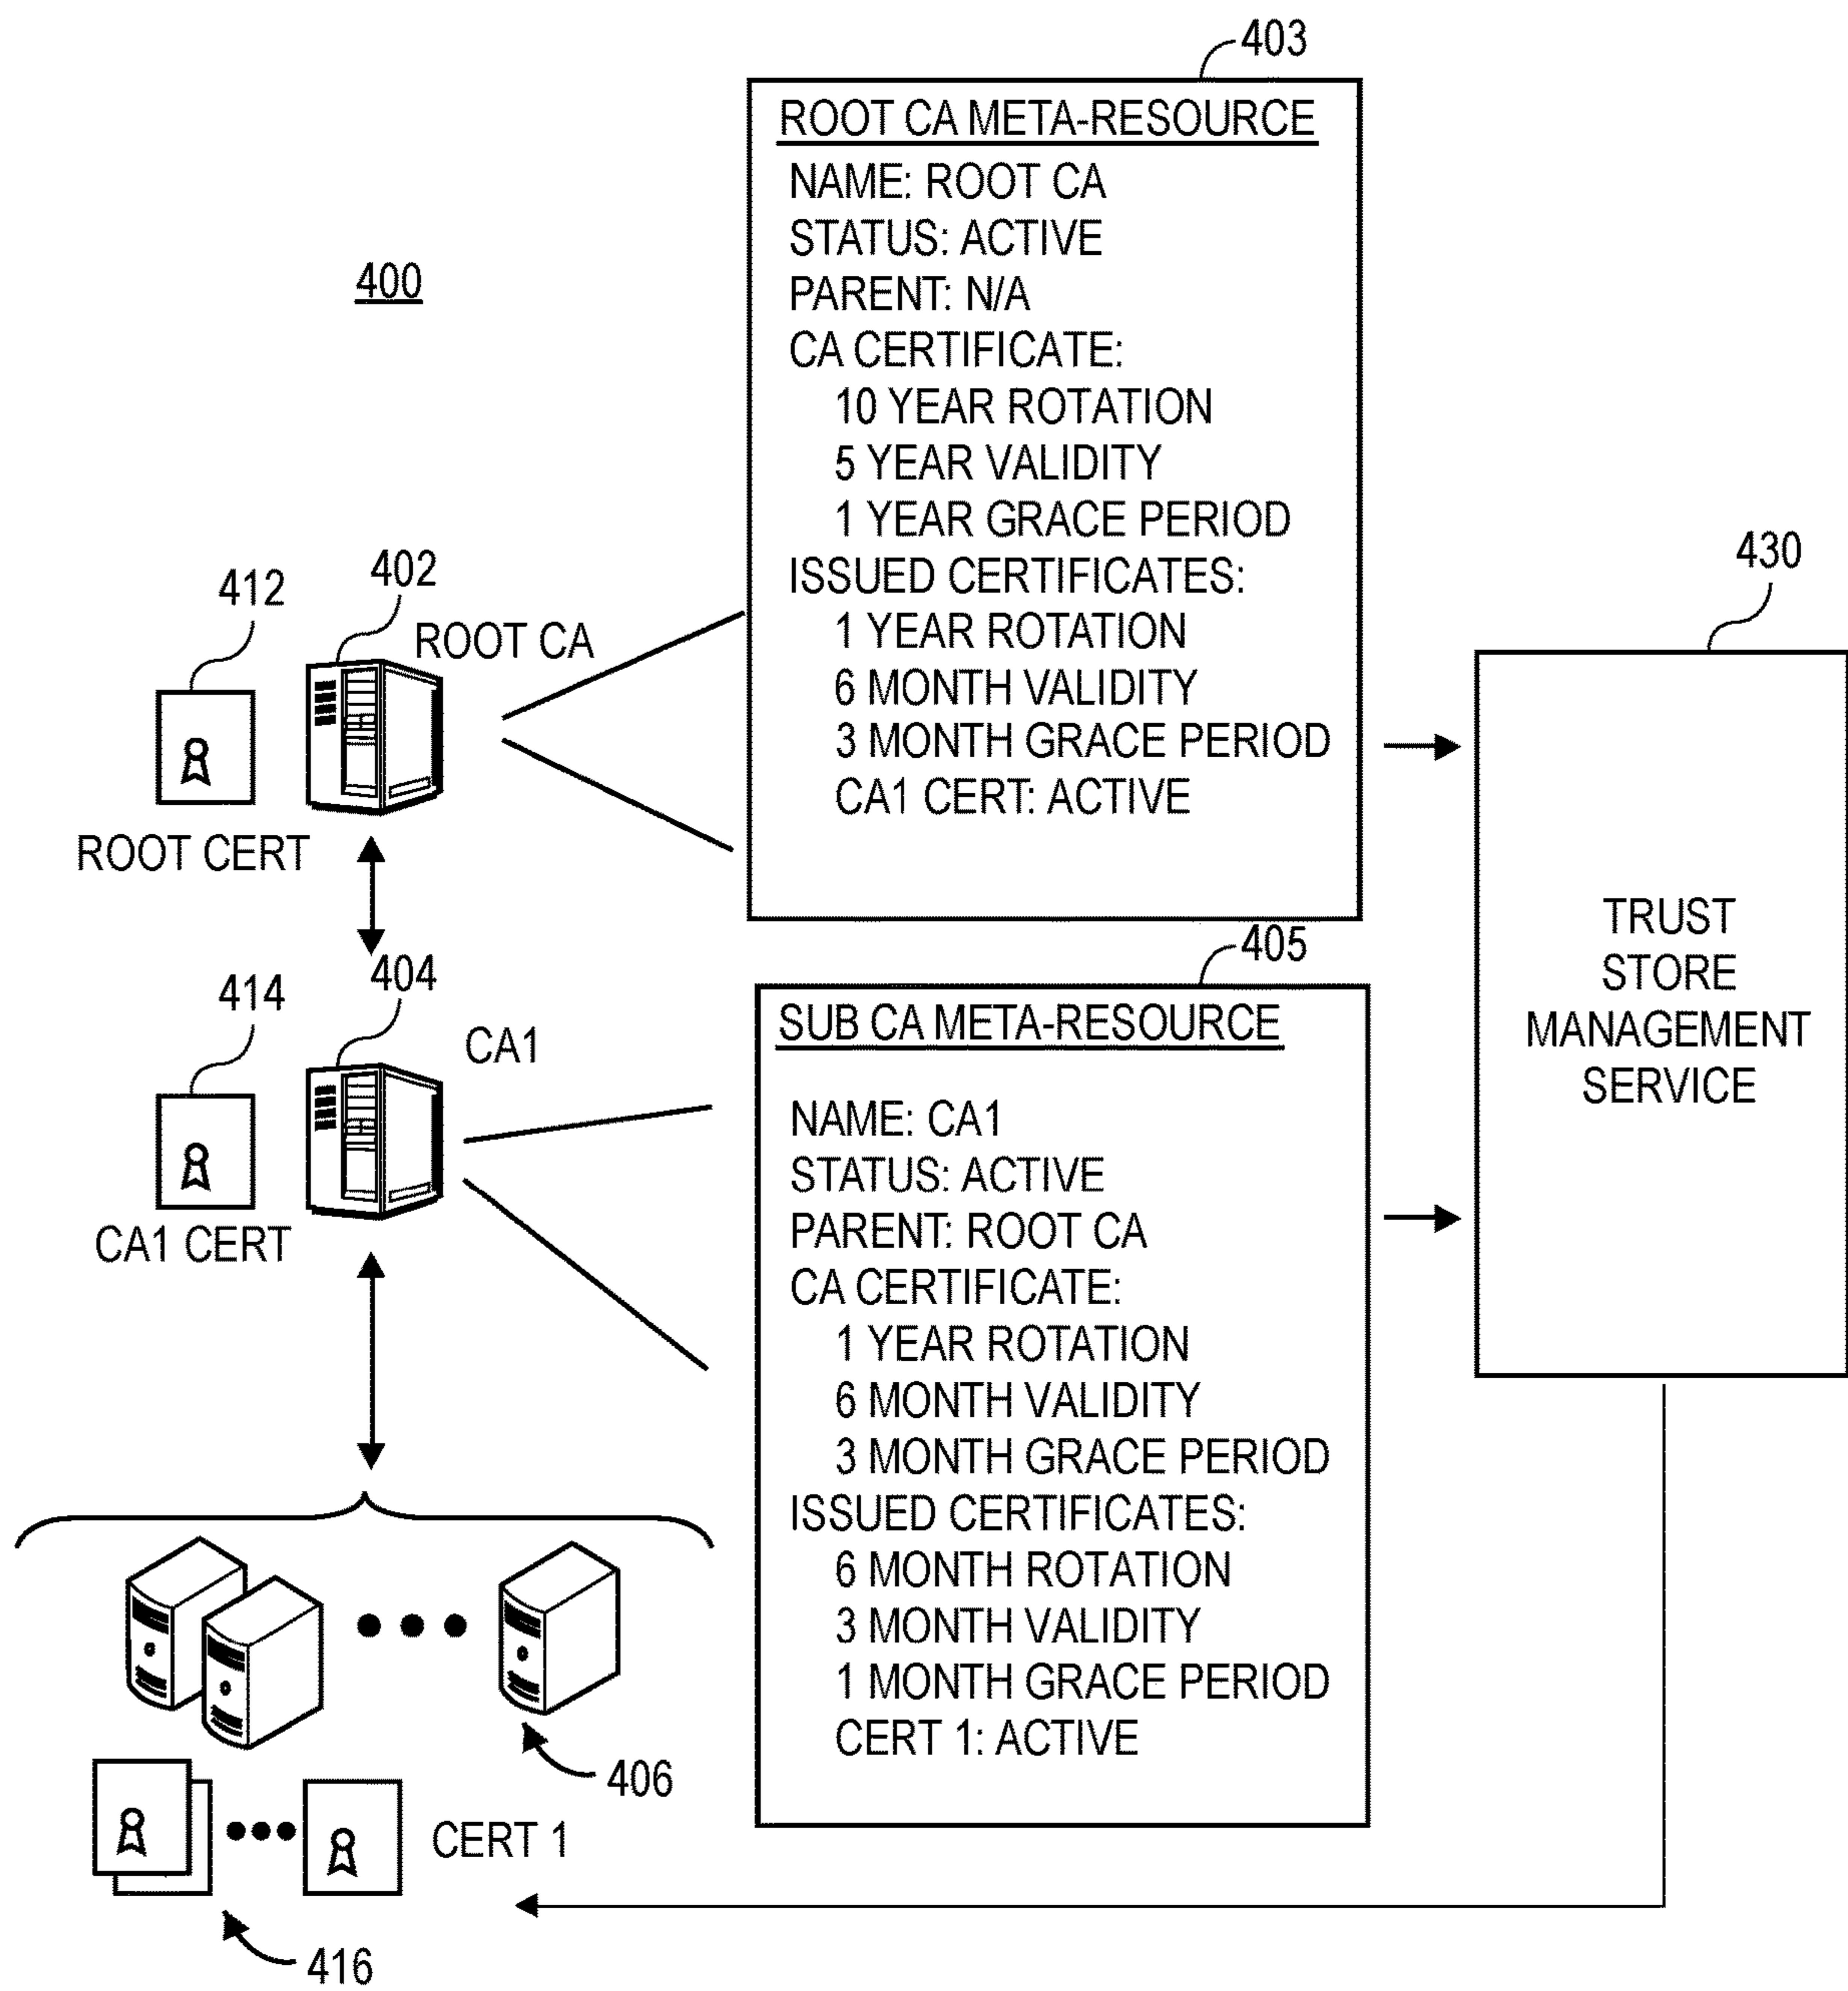 403
ROOT CA META-RESOURCE
NAME: ROOT CA
STATUS: ACTIVE
PARENT: N/A
CA CERTIFICATE:
10 YEAR ROTATION
5 YEAR VALIDITY
1 YEAR GRACE PERIOD
ISSUED CERTIFICATES:
1 YEAR ROTATION
6 MONTH VALIDITY
3 MONTH GRACE PERIOD
CA1 CERT: ACTIVE
400
412
402
ROOT CA
ROOT CERT
430
TRUST
STORE
MANAGEMENT
SERVICE
414
404
CA1
CA1 CERT
405
SUB CA META-RESOURCE
NAME: CA1
STATUS: ACTIVE
PARENT: ROOT CA
CA CERTIFICATE:
1 YEAR ROTATION
6 MONTH VALIDITY
3 MONTH GRACE PERIOD
ISSUED CERTIFICATES:
6 MONTH ROTATION
3 MONTH VALIDITY
1 MONTH GRACE PERIOD
CERT 1: ACTIVE
406
CERT 1
416